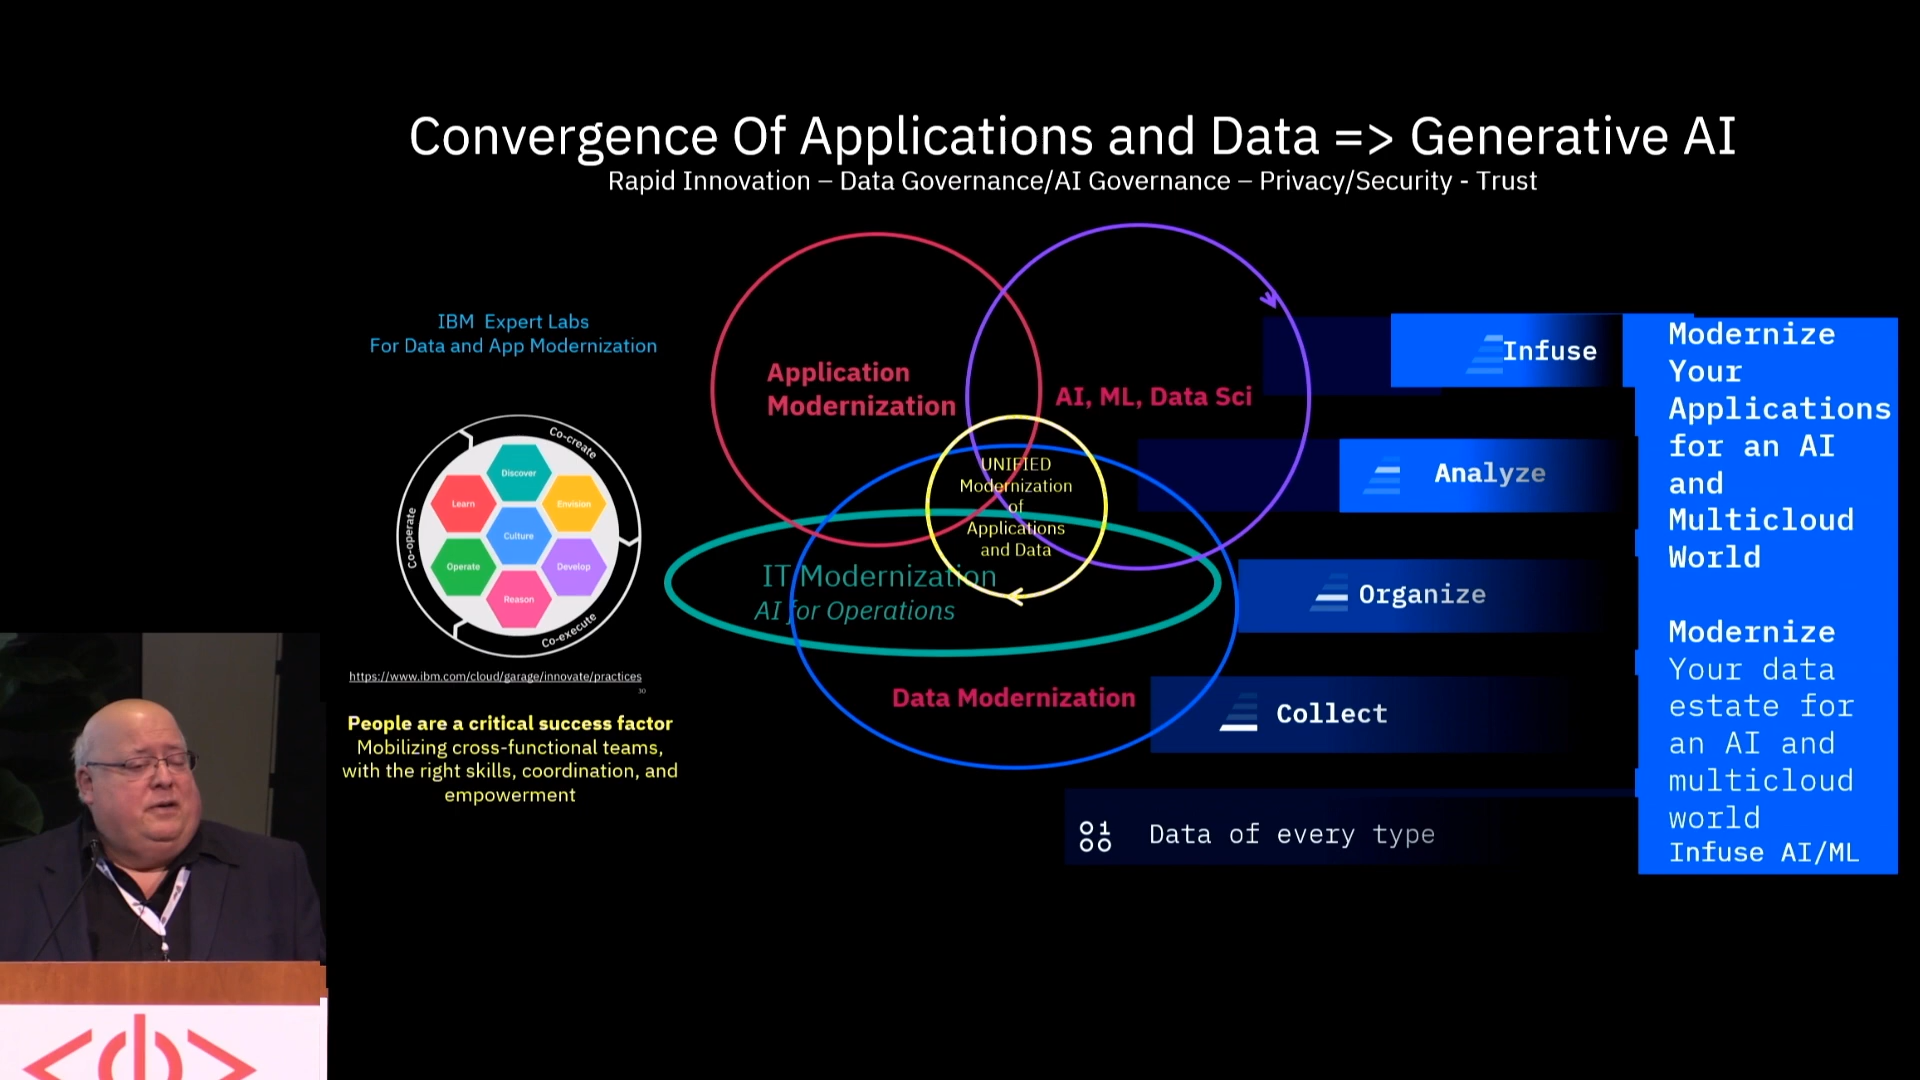 Convergence Of Applications and Data => Generative AI
Rapid Innovation – Data Governance/AI Governance – Privacy/Security - Trust
IBM Expert Labs
For Data and App Modernization
Co-create
Co-operate
Co-execute
Discover
Learn
Envision
Culture
Operate
Develop
Reason
https://www.ibm.com/cloud/garage/innovate/practices
30
People are a critical success factor
Mobilizing cross-functional teams,
with the right skills, coordination, and
empowerment
Application
Modernization
AI, ML, Data Sci
UNIFIED
Modernization
of
Applications
and Data
IT Modernization
AI for Operations
Data Modernization
Infuse
Analyze
Organize
Collect
01
00
Data of every type
Modernize
Your
Applications
for an AI
and
Multicloud
World
Modernize
Your data
estate for
an AI and
multicloud
world
Infuse AI/ML